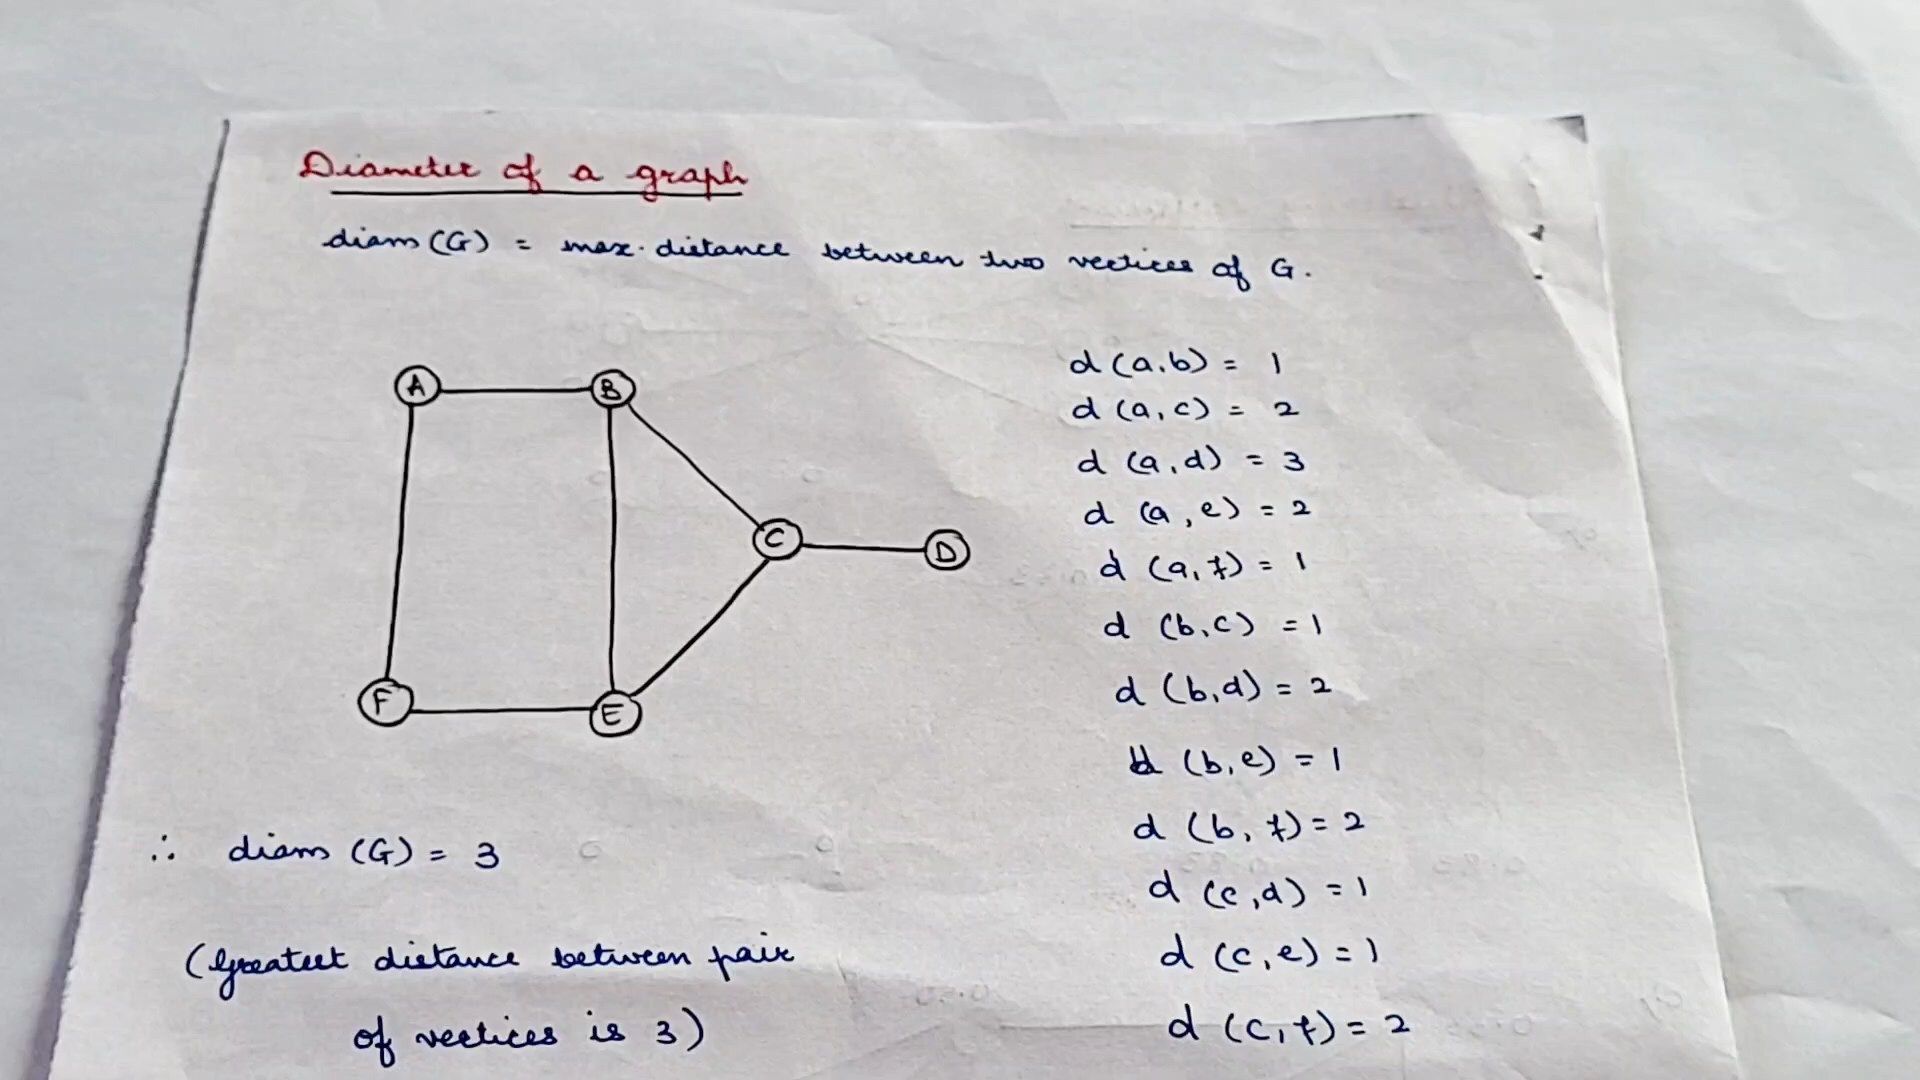 Diameter of a graph
diam (G) = max. distance between two vertices of G.
A
B
C
D
E
F
d (a,b) = 1
d (a,c) = 2
d (a,d) = 3
d (a,e) = 2
d (a,f) = 1
d (b,c) = 1
d (b,d) = 2
d (b,e) = 1
d (b,f) = 2
d (c,d) = 1
d (c,e) = 1
d (c,f) = 2
∴ diam (G) = 3
(Greatest distance between pair
of vertices is 3)